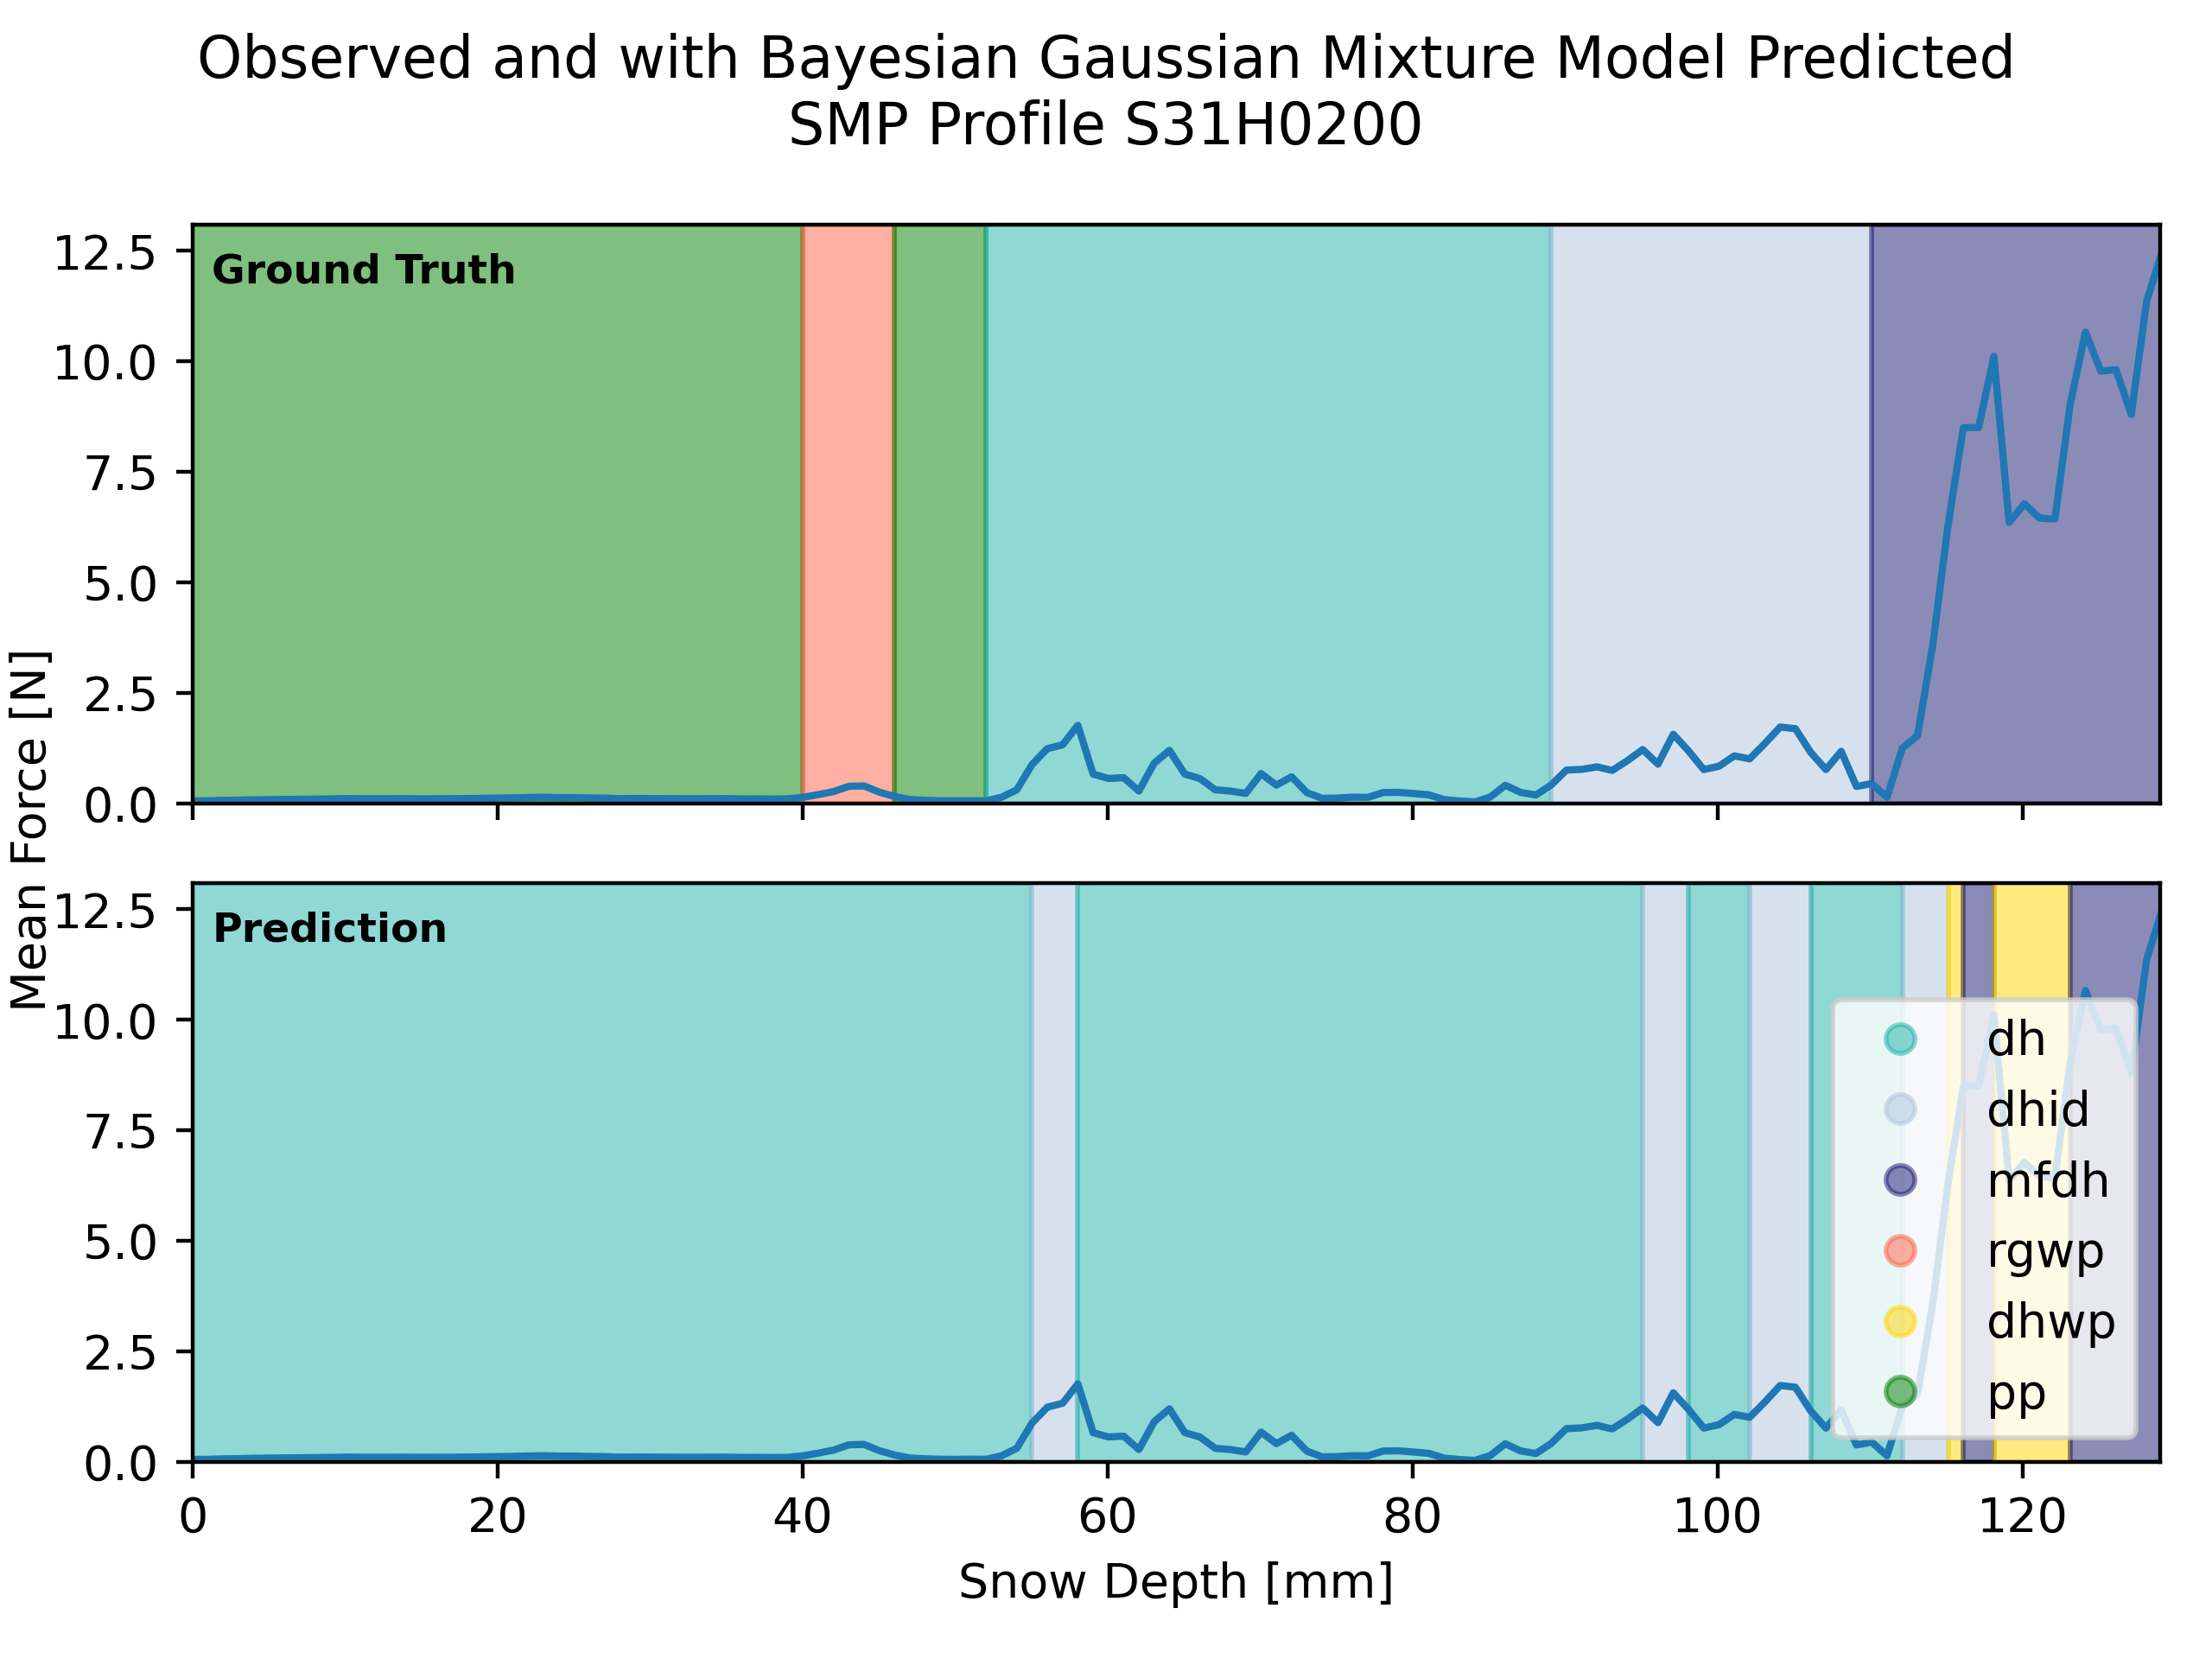 Observed and with Bayesian Gaussian Mixture Model Predicted
SMP Profile S31H0200
Mean Force [N]
12.5
10.0
7.5
5.0
2.5
0.0
Ground Truth
12.5
10.0
7.5
5.0
2.5
0.0
Prediction
dh
dhid
mfdh
rgwp
dhwp
pp
0 20 40 60 80 100 120
Snow Depth [mm]